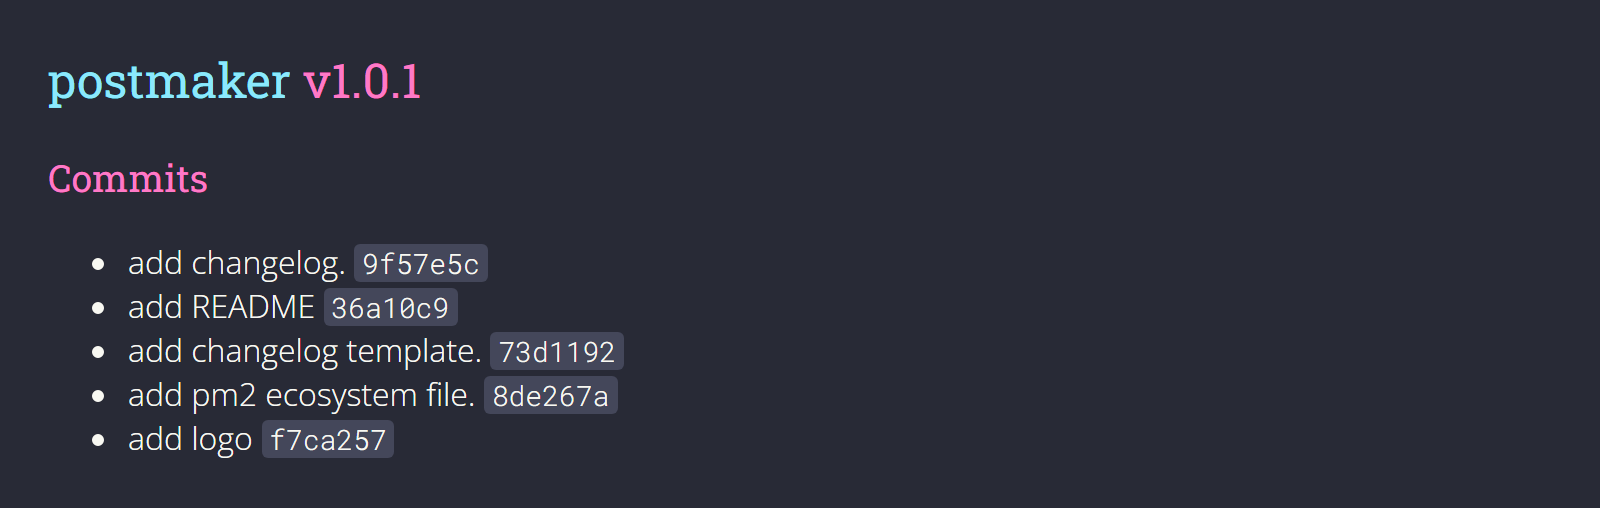 postmaker v1.0.1
Commits
add changelog. 9f57e5c
add README 36a10c9
add changelog template. 73d1192
add pm2 ecosystem file. 8de267a
add logo f7ca257